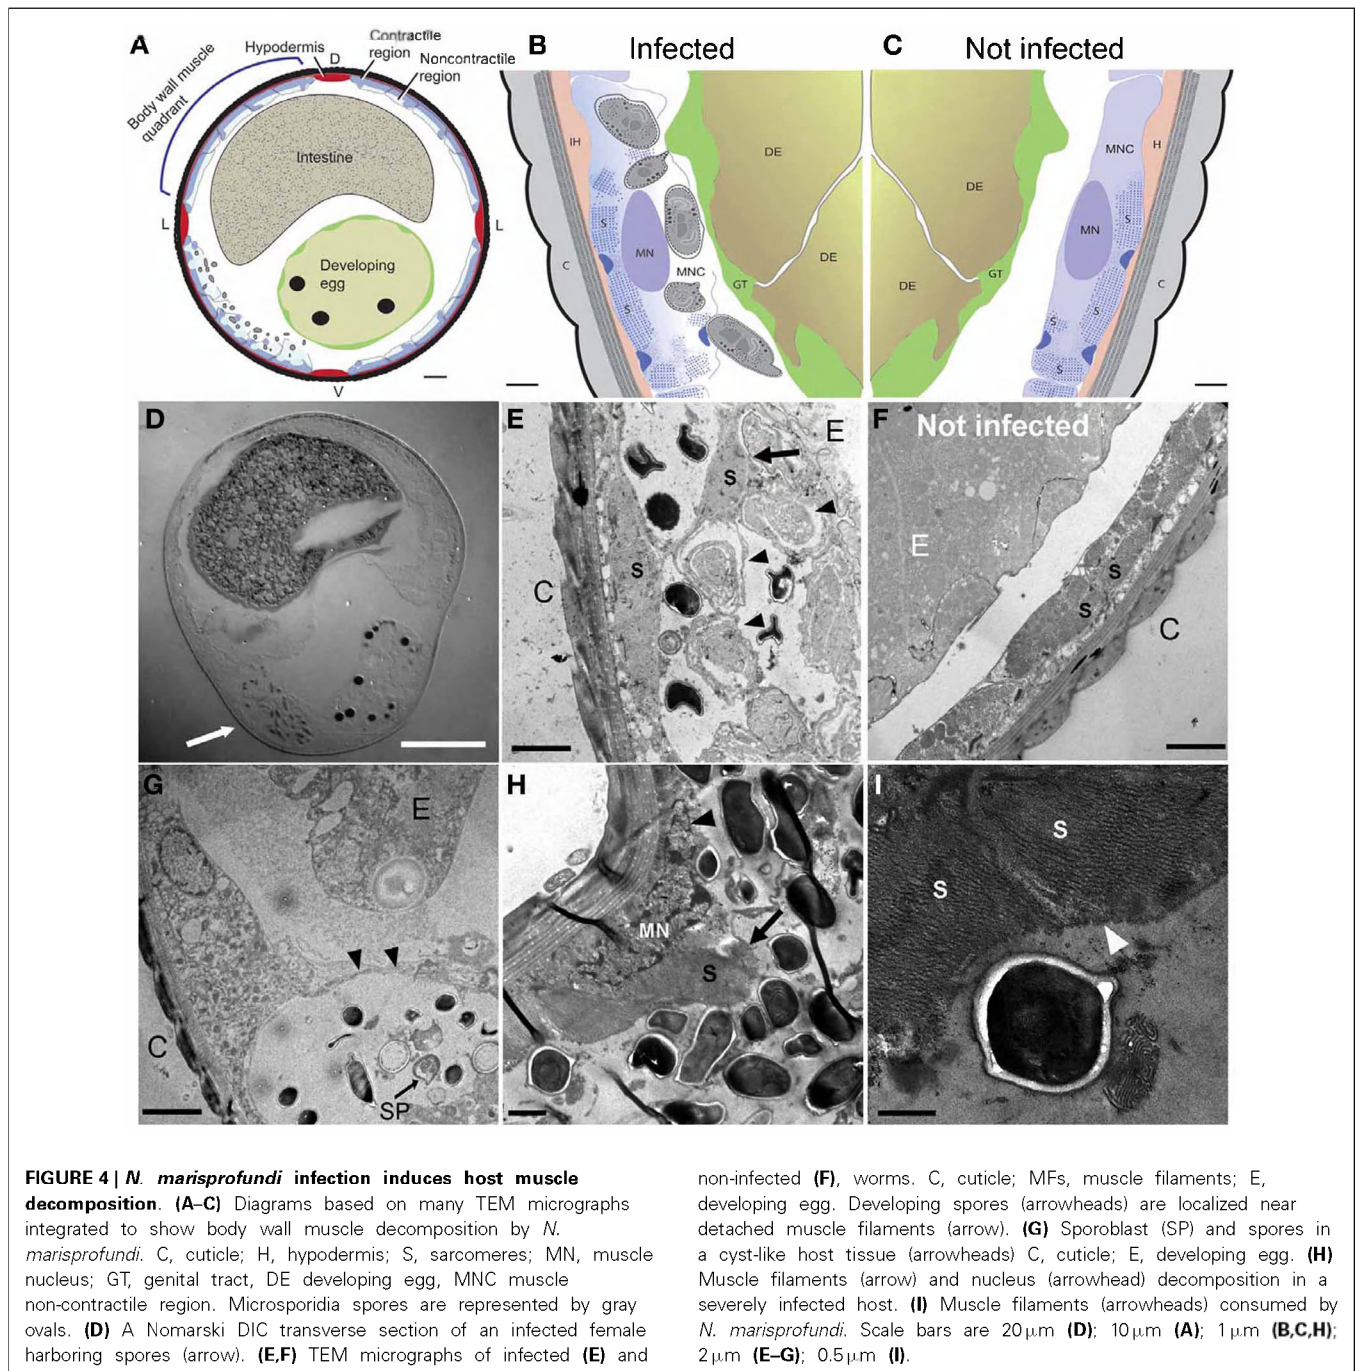 A
Hypodermis
D
Contractile
region
Noncontractile
region
Body wall muscle
quadrant
Intestine
L
L
Developing
egg
V
B
Infected
IH
DE
S
MN
MNC
DE
C
GT
S
C
Not infected
MNC
H
DE
S
MN
GT
DE
C
S
S
D
E
E
S
S
C
F
Not infected
E
S
S
C
G
E
C
SP
H
MN
S
I
S
S
FIGURE 4 | N. marisprofundi infection induces host muscle
decomposition. (A–C) Diagrams based on many TEM micrographs
integrated to show body wall muscle decomposition by N.
marisprofundi. C, cuticle; H, hypodermis; S, sarcomeres; MN, muscle
nucleus; GT, genital tract, DE developing egg, MNC muscle
non-contractile region. Microsporidia spores are represented by gray
ovals. (D) A Nomarski DIC transverse section of an infected female
harboring spores (arrow). (E,F) TEM micrographs of infected (E) and
non-infected (F), worms. C, cuticle; MFs, muscle filaments; E,
developing egg. Developing spores (arrowheads) are localized near
detached muscle filaments (arrow). (G) Sporoblast (SP) and spores in
a cyst-like host tissue (arrowheads) C, cuticle; E, developing egg. (H)
Muscle filaments (arrow) and nucleus (arrowhead) decomposition in a
severely infected host. (I) Muscle filaments (arrowheads) consumed by
N. marisprofundi. Scale bars are 20 μm (D); 10 μm (A); 1 μm (B,C,H);
2 μm (E–G); 0.5 μm (I).